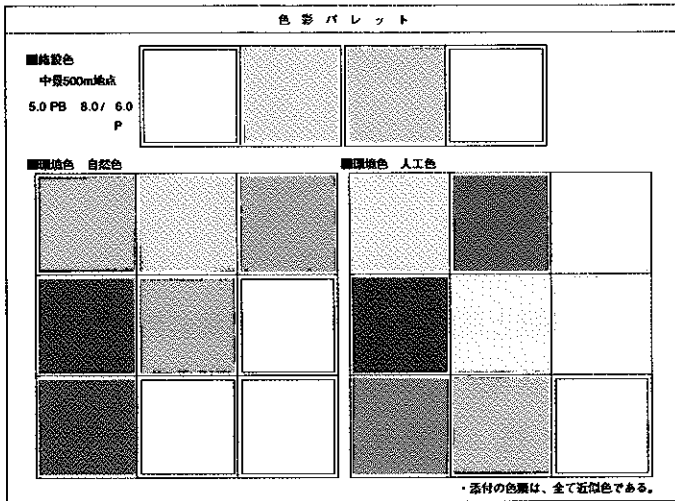 色彩パレット
■施設色
中景500m地点
5.0 PB 8.0 / 6.0
P
■環境色 自然色
■環境色 人工色
・添付の色票は、全て近似色である。